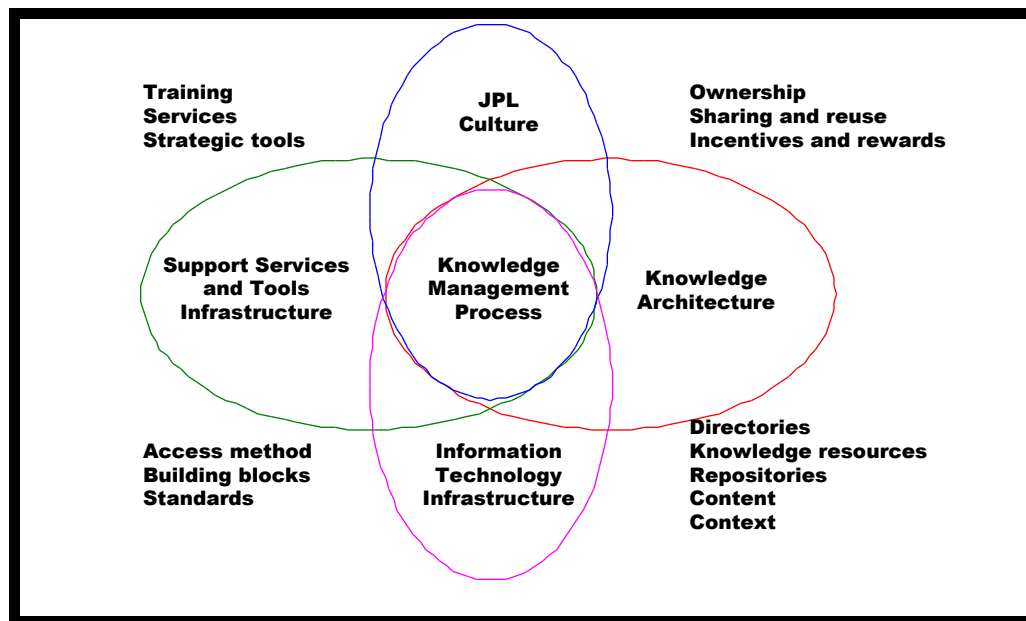 Training
Services
Strategic tools
JPL
Culture
Ownership
Sharing and reuse
Incentives and rewards
Support Services
and Tools
Infrastructure
Knowledge
Management
Process
Knowledge
Architecture
Access method
Building blocks
Standards
Information
Technology
Infrastructure
Directories
Knowledge resources
Repositories
Content
Context